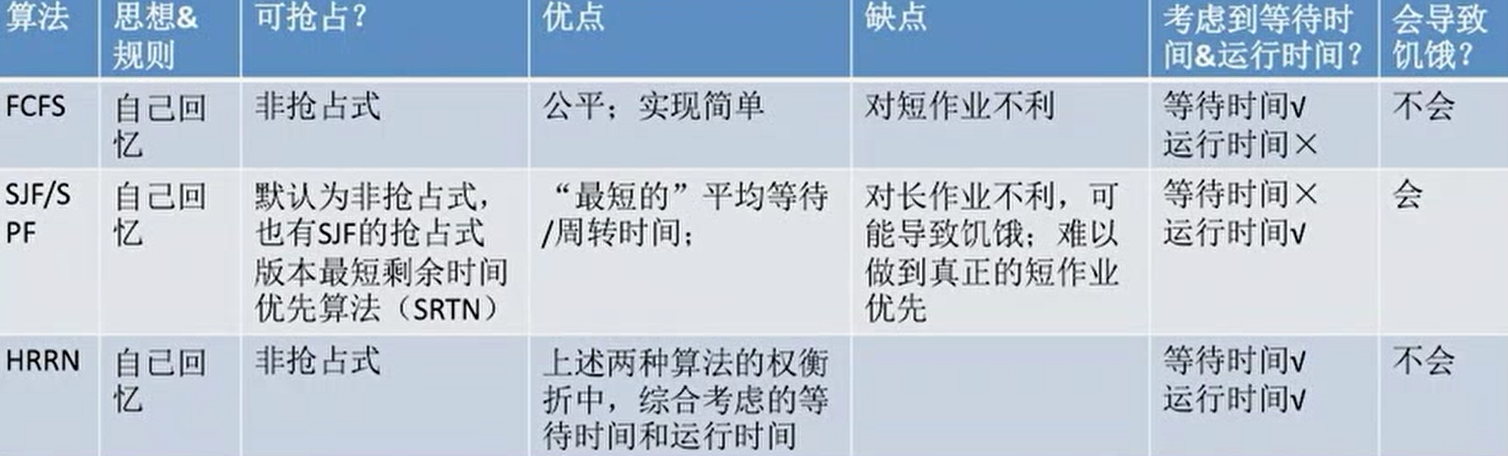 算法
思想&
规则
可抢占？
优点
缺点
考虑到等待时
间&运行时间？
会导致
饥饿？
FCFS
自己回
忆
非抢占式
公平；实现简单
对短作业不利
等待时间√
运行时间×
不会
SJF/S
PF
自己回
忆
默认为非抢占式，
也有SJF的抢占式
版本最短剩余时间
优先算法（SRTN）
“最短的”平均等待
/周转时间；
对长作业不利，可
能导致饥饿；难以
做到真正的短作业
优先
等待时间×
运行时间√
会
HRRN
自己回
忆
非抢占式
上述两种算法的权衡
折中，综合考虑的等
待时间和运行时间
等待时间√
运行时间√
不会